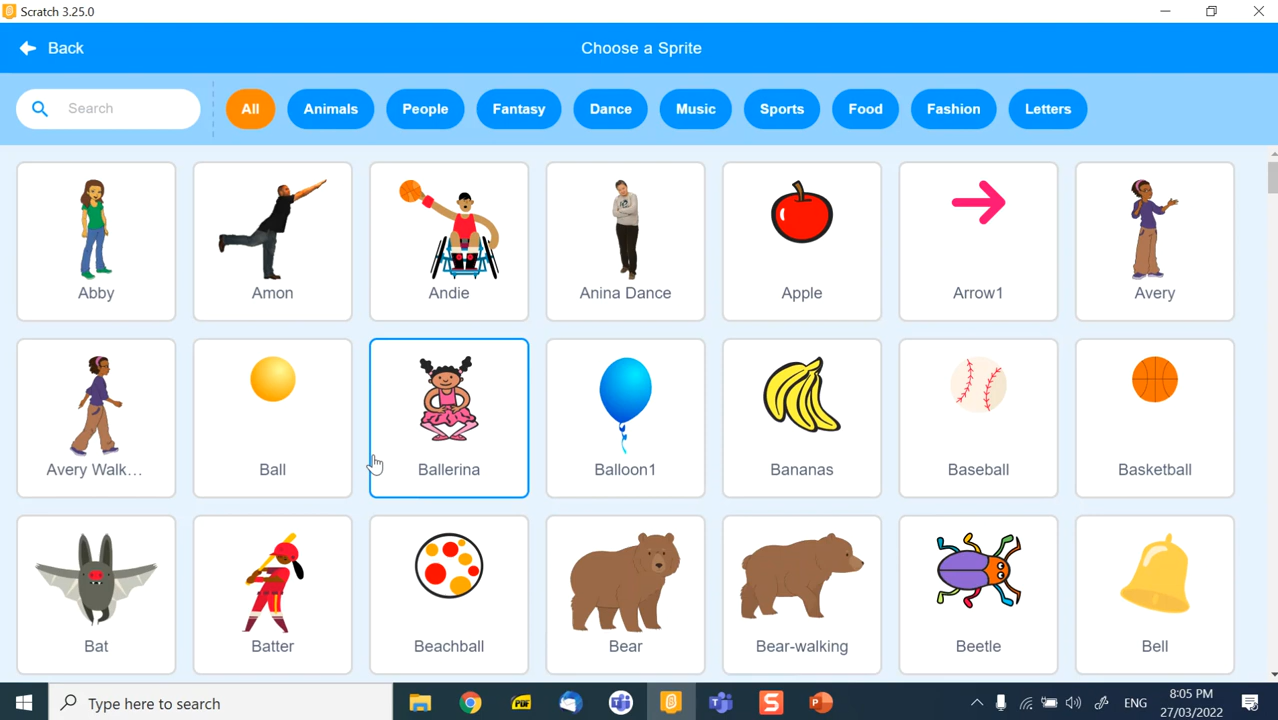 Scratch 3.25.0
Back
Choose a Sprite
Search
All Animals People Fantasy Dance Music Sports Food Fashion Letters
Abby Amon Andie Anina Dance Apple Arrow1 Avery
Avery Walk... Ball Ballerina Balloon1 Bananas Baseball Basketball
Bat Batter Beachball Bear Bear-walking Beetle Bell
Type here to search
PDF
S
P
ENG
8:05 PM
27/03/2022